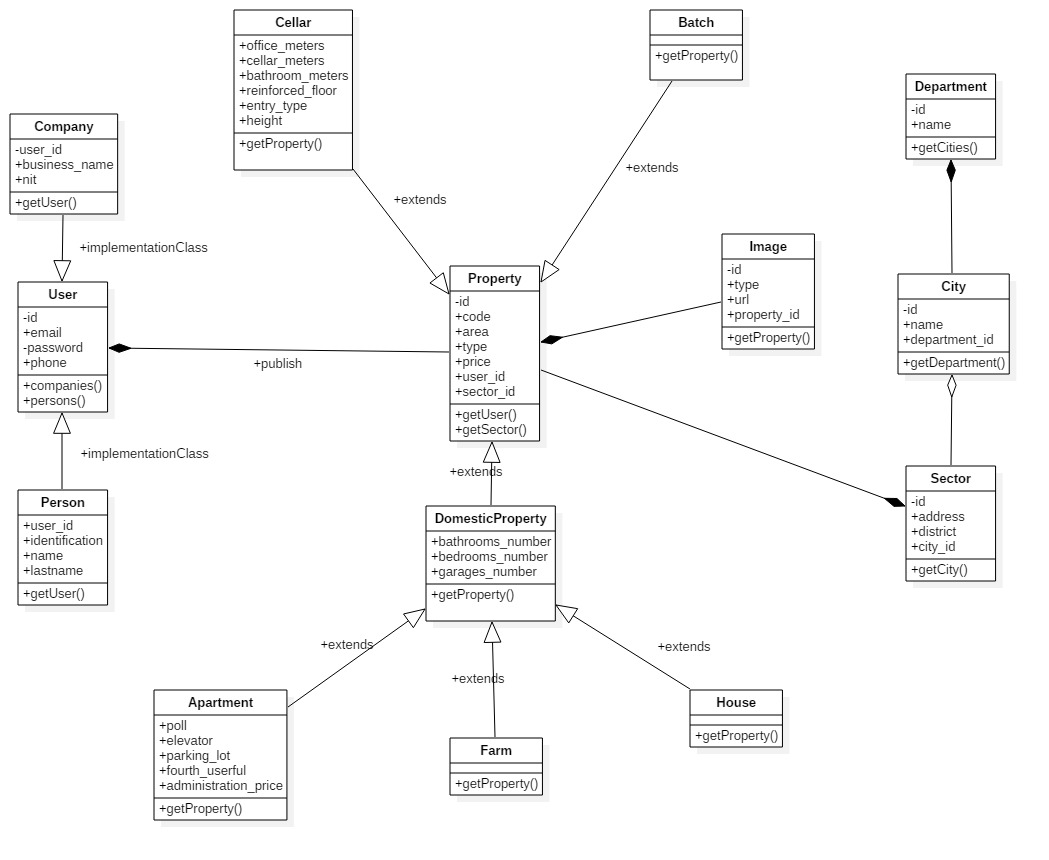 Cellar
+office_meters
+cellar_meters
+bathroom_meters
+reinforced_floor
+entry_type
+height
+getProperty()
Batch
+getProperty()
Department
-id
+name
+getCities()
Company
-user_id
+business_name
+nit
+getUser()
+extends
+extends
+implementationClass
Image
-id
+type
+url
+property_id
+getProperty()
Property
-id
+code
+area
+type
+price
+user_id
+sector_id
+getUser()
+getSector()
User
-id
+email
-password
+phone
+companies()
+persons()
+publish
City
-id
+name
+department_id
+getDepartment()
+implementationClass
+extends
Sector
-id
+address
+district
+city_id
+getCity()
Person
+user_id
+identification
+name
+lastname
+getUser()
DomesticProperty
+bathrooms_number
+bedrooms_number
+garages_number
+getProperty()
+extends
+extends
+extends
Apartment
+poll
+elevator
+parking_lot
+fourth_userful
+administration_price
+getProperty()
Farm
+getProperty()
House
+getProperty()